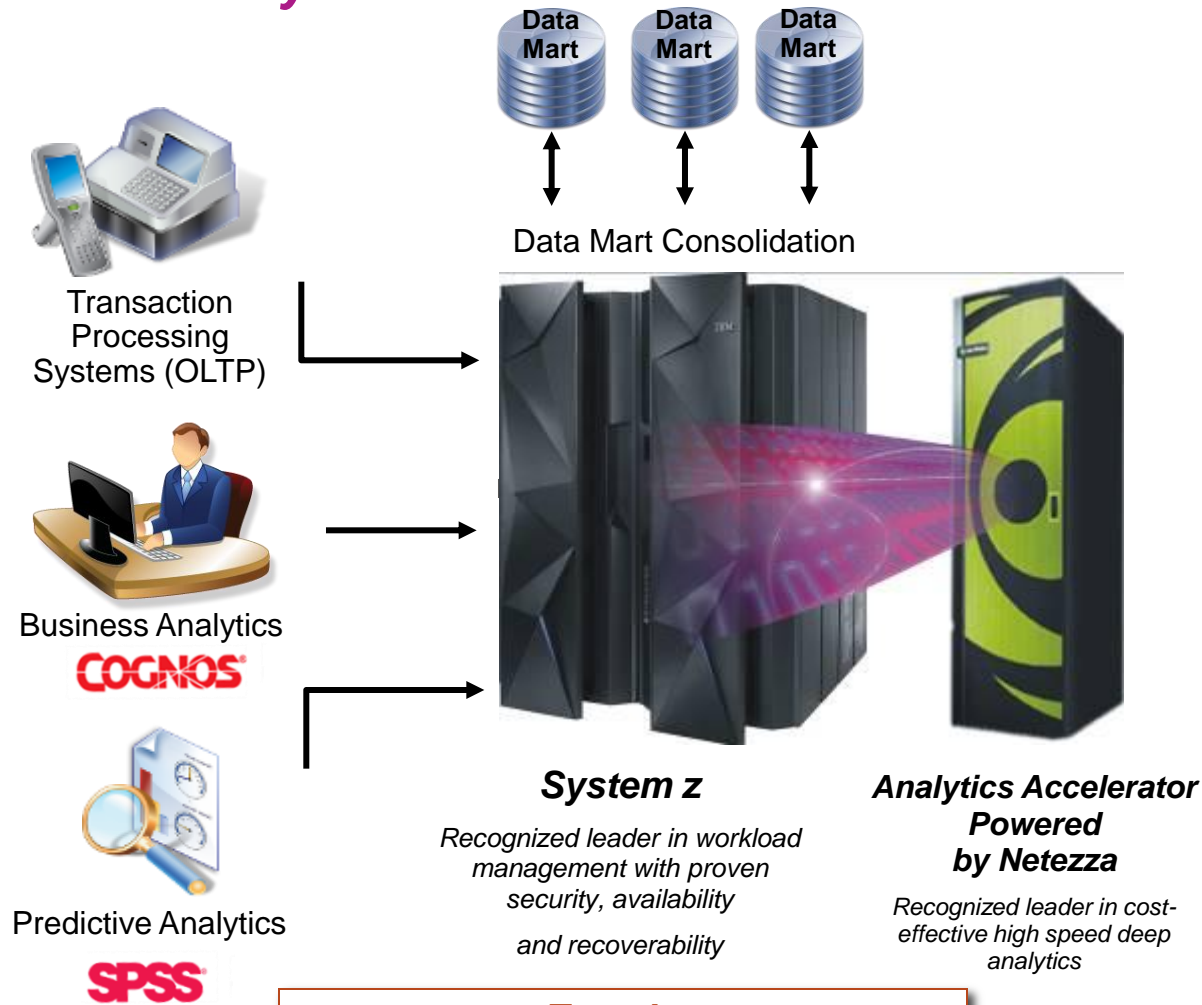 Data
Mart
Data
Mart
Data
Mart
Data Mart Consolidation
Transaction
Processing
Systems (OLTP)
IBM
Business Analytics
COGNOS®
Predictive Analytics
SPSS®
System z
Recognized leader in workload
management with proven
security, availability
and recoverability
Analytics Accelerator
Powered
by Netezza
Recognized leader in cost-
effective high speed deep
analytics